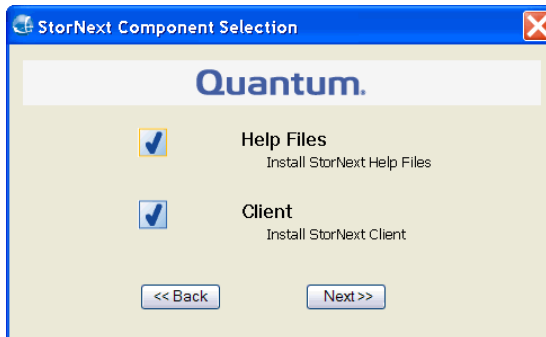 StorNext Component Selection
Quantum.
Help Files
Install StorNext Help Files
Client
Install StorNext Client
<< Back
Next >>